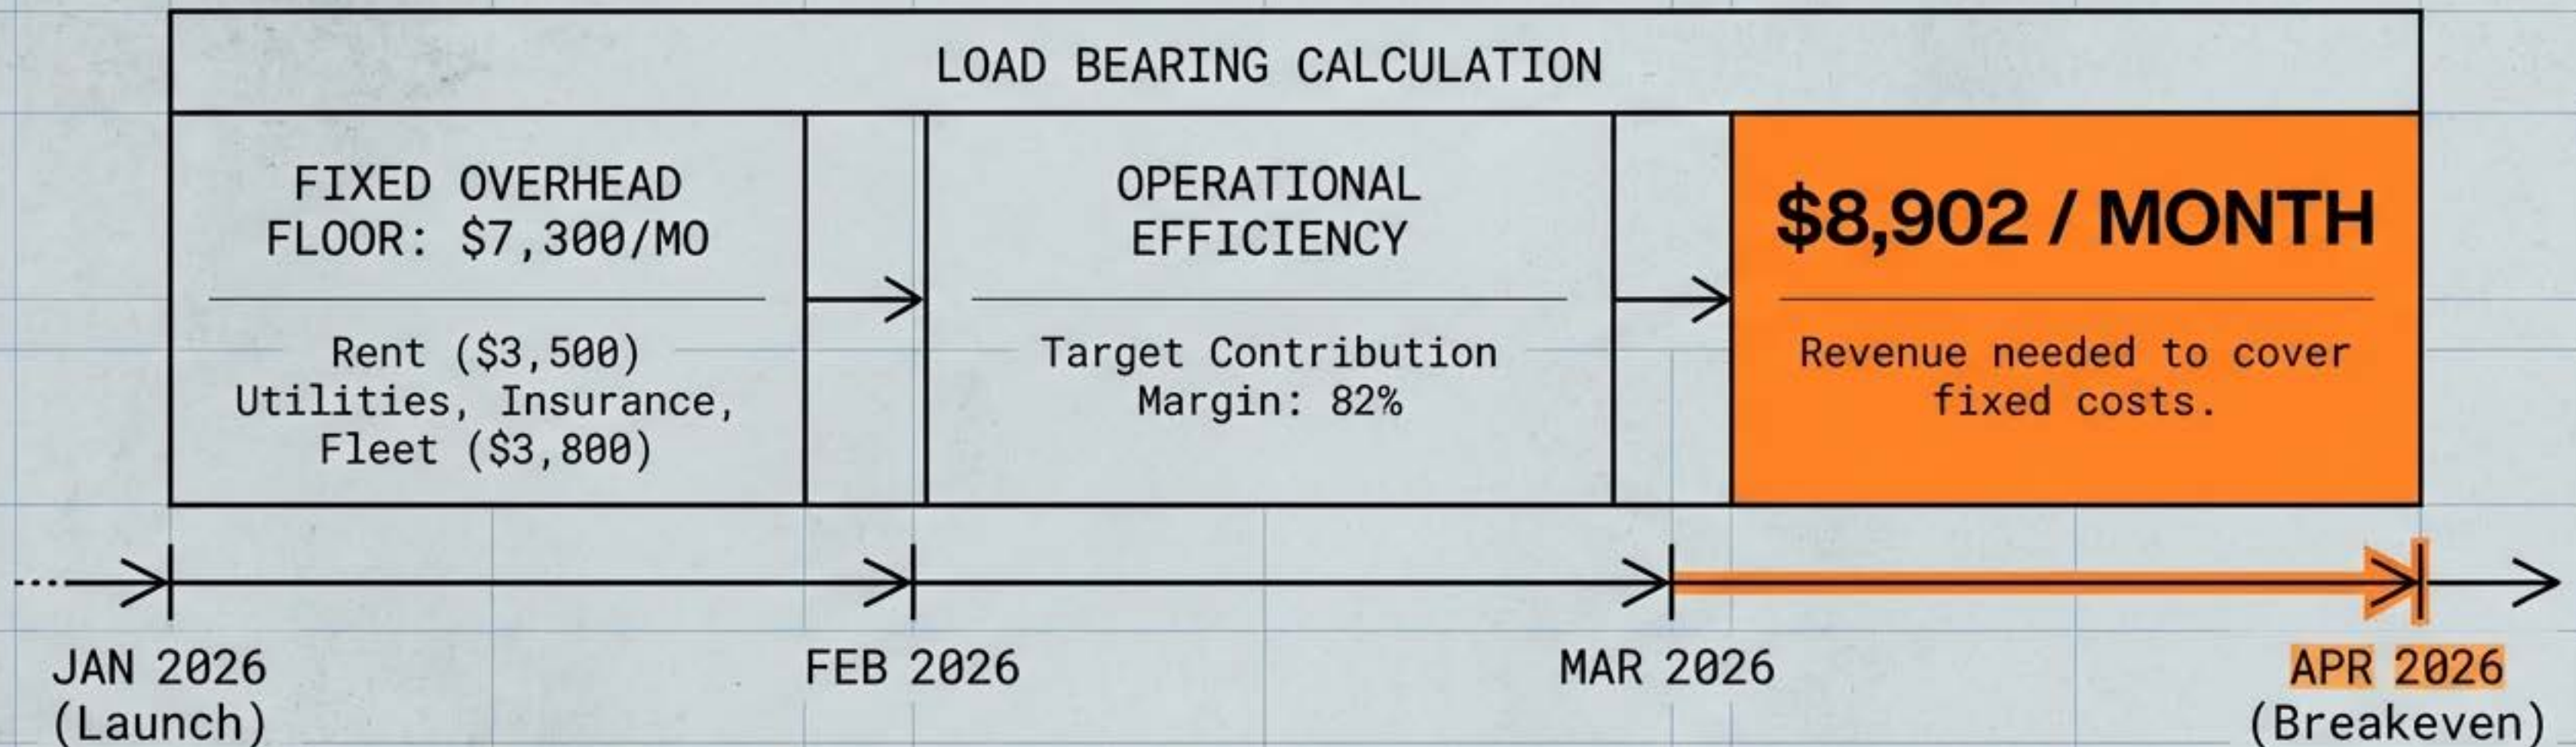 LOAD BEARING CALCULATION
FIXED OVERHEAD
FLOOR: $7,300/MO
Rent ($3,500)
Utilities, Insurance,
Fleet ($3,800)
OPERATIONAL
EFFICIENCY
Target Contribution
Margin: 82%
$8,902 / MONTH
Revenue needed to cover
fixed costs.
JAN 2026
(Launch)
FEB 2026
MAR 2026
APR 2026
(Breakeven)